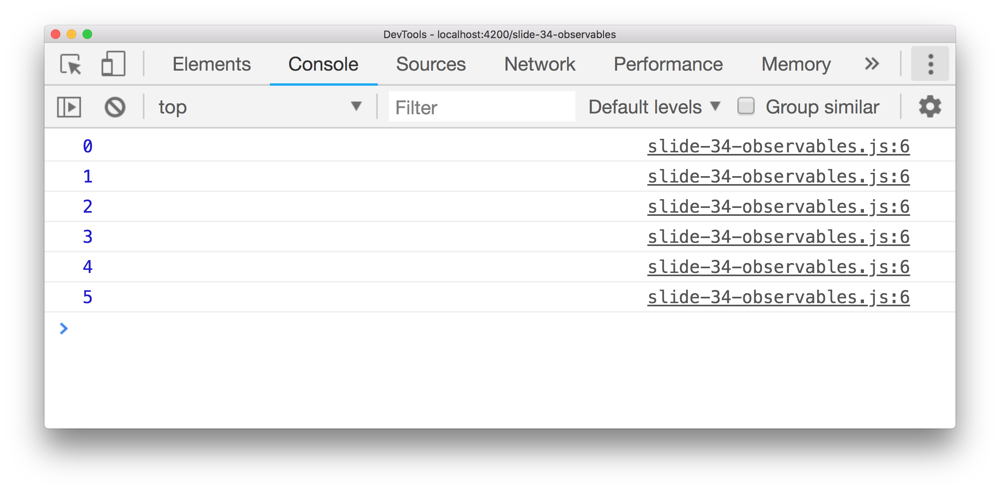 DevTools - localhost:4200/slide-34-observables
Elements Console Sources Network Performance Memory
top Filter Default levels Group similar
0 slide-34-observables.js:6
1 slide-34-observables.js:6
2 slide-34-observables.js:6
3 slide-34-observables.js:6
4 slide-34-observables.js:6
5 slide-34-observables.js:6